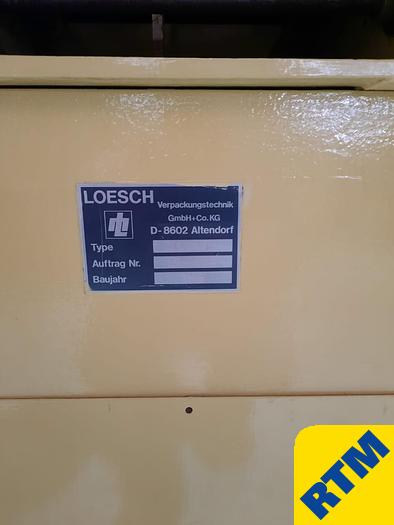 LOESCH Verpackungstechnik
GmbH+Co.KG
D-8602 Altendorf
Type
Auftrag Nr.
Baujahr
RTM